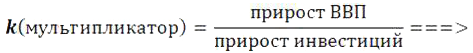 k(мультипликатор) = прирост ВВП / прирост инвестиций ===>